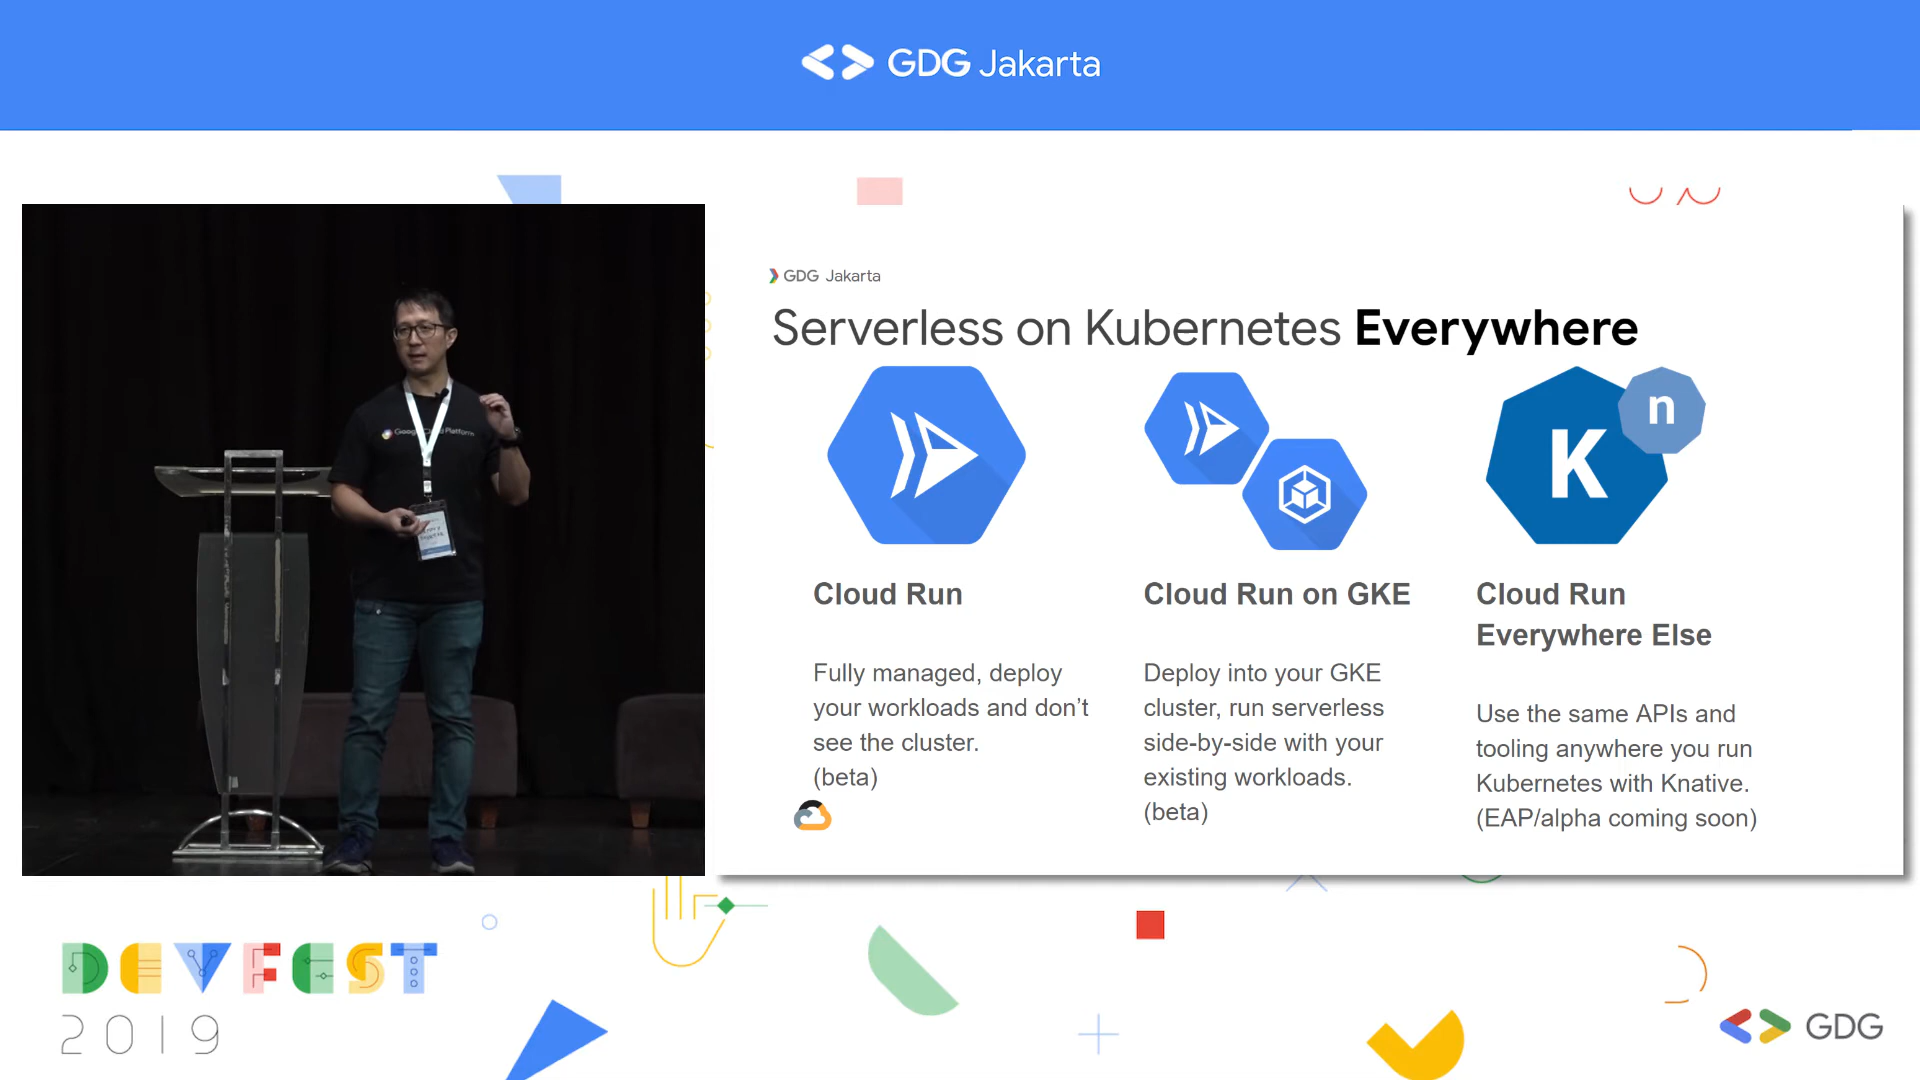 GDG Jakarta
GDG Jakarta
Serverless on Kubernetes Everywhere
n
K
Cloud Run
Fully managed, deploy
your workloads and don't
see the cluster.
(beta)
Cloud Run on GKE
Deploy into your GKE
cluster, run serverless
side-by-side with your
existing workloads.
(beta)
Cloud Run
Everywhere Else
Use the same APIs and
tooling anywhere you run
Kubernetes with Knative.
(EAP/alpha coming soon)
Google Cloud Platform
DEVFEST
2019
GDG